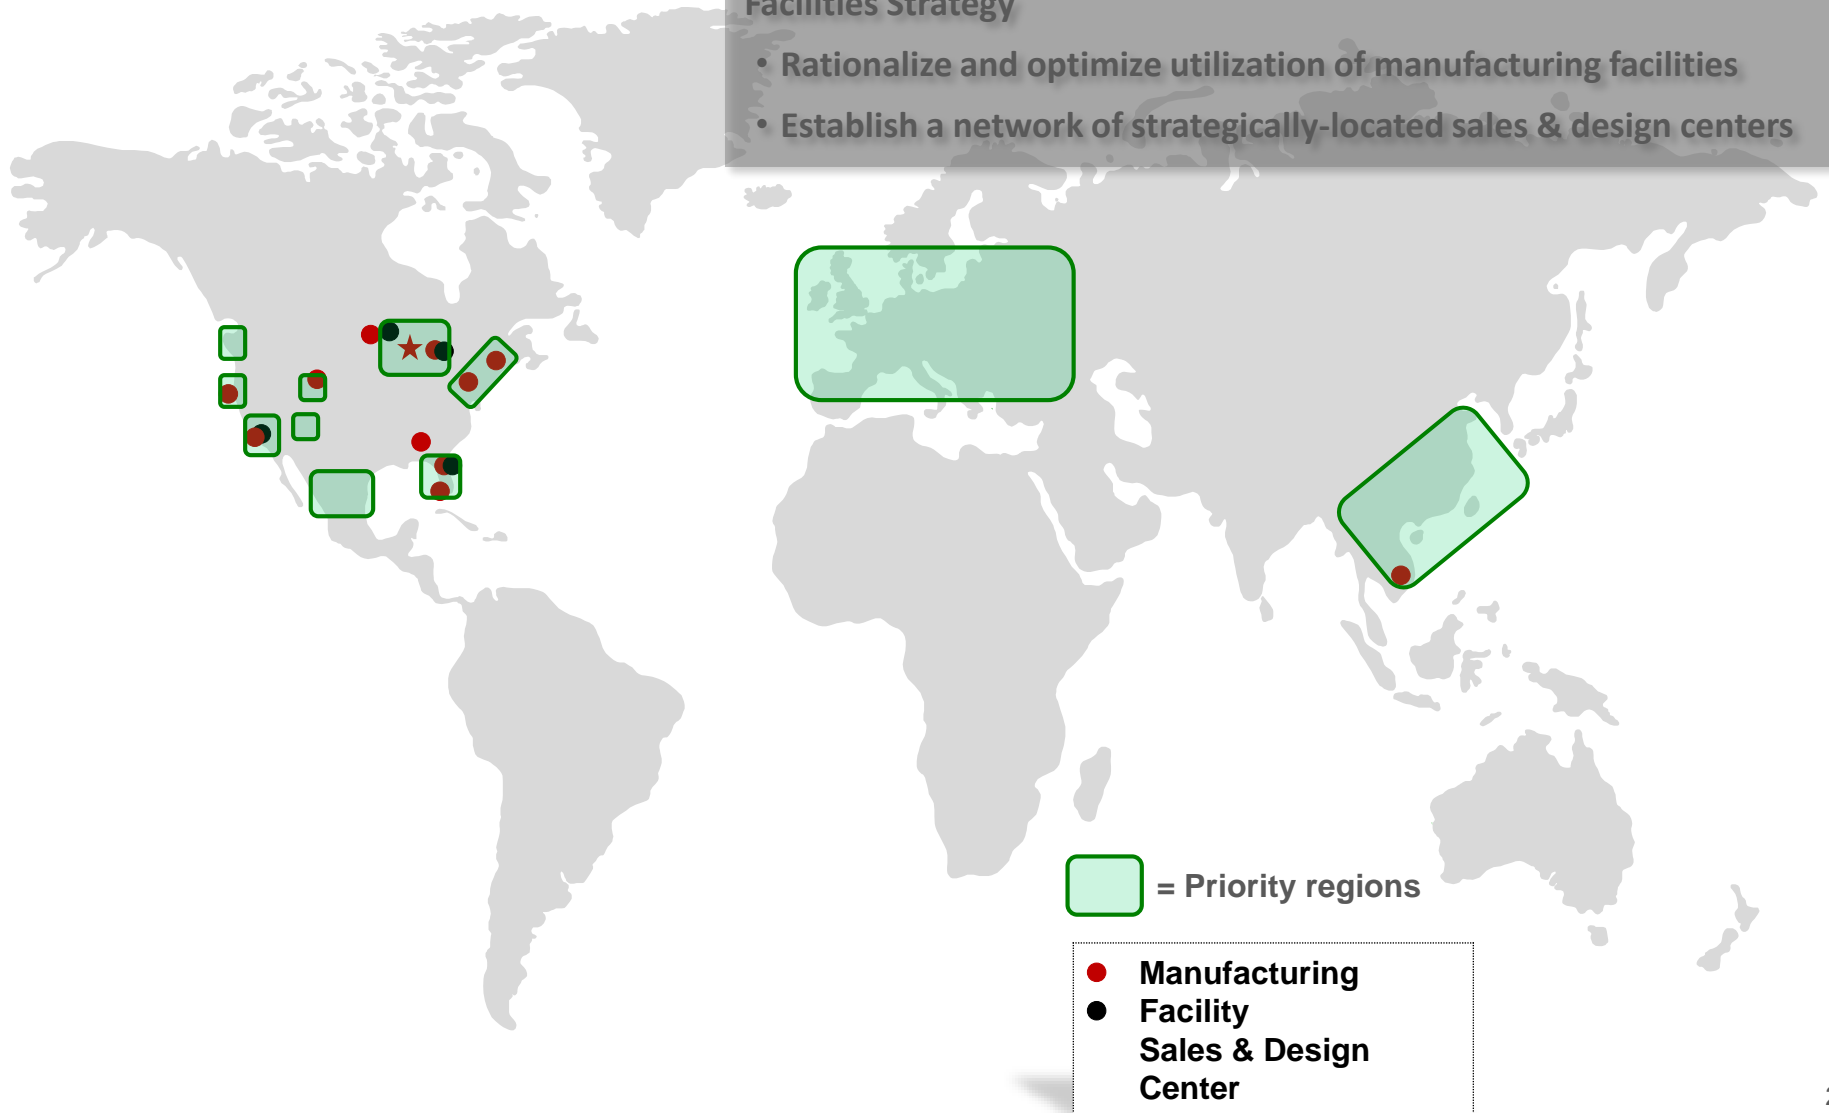 Facilities Strategy
• Rationalize and optimize utilization of manufacturing facilities
• Establish a network of strategically-located sales & design centers
= Priority regions
Manufacturing
Facility
Sales & Design
Center